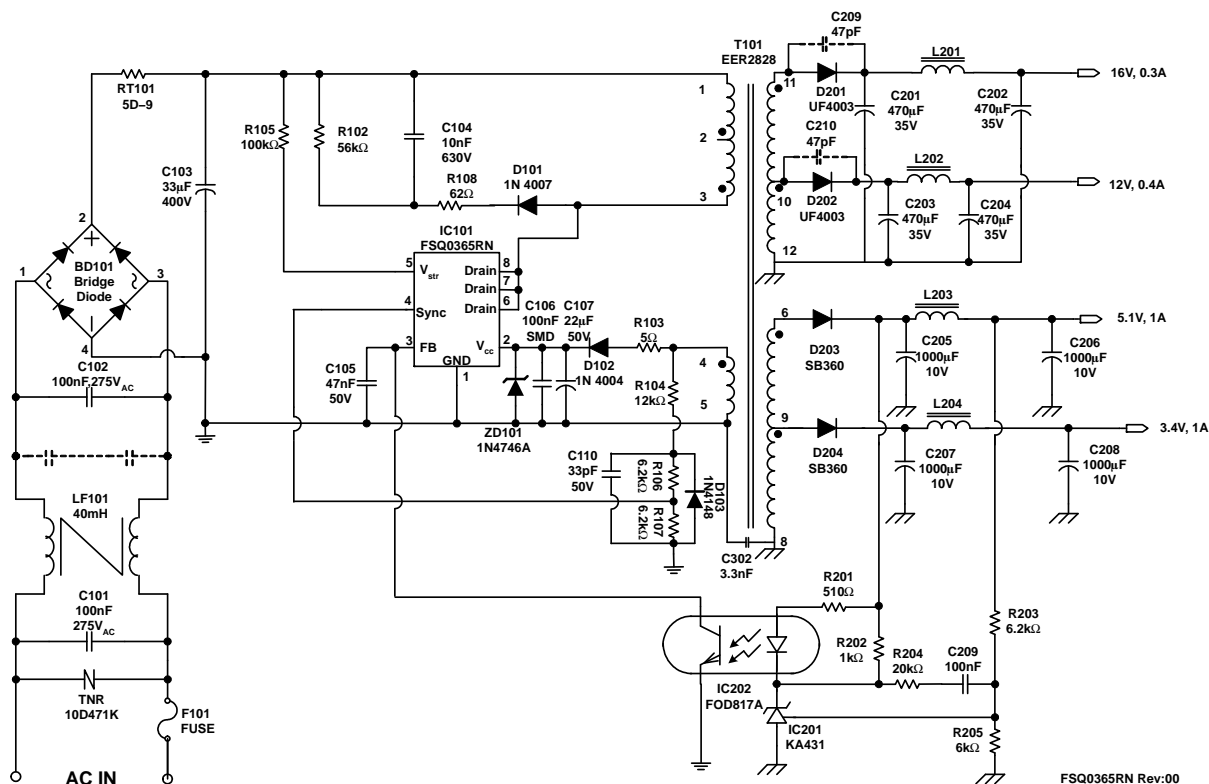 C209
47pF
T101
EER2828
L201
16V, 0.3A
RT101
5D–9
11
1
D201
UF4003
C201
470µF
35V
C202
470µF
35V
R105
100kΩ
R102
56kΩ
C104
10nF
630V
2
C210
47pF
L202
12V, 0.4A
C103
33µF
400V
D101
1N 4007
R108
62Ω
3
10
D202
UF4003
C203
470µF
35V
C204
470µF
35V
2
IC101
FSQ0365RN
12
1
BD101
Bridge
Diode
3
5
Vstr
Drain
8
Drain
7
4
Sync
Drain
6
C106
100nF
SMD
C107
22µF
50V
L203
6
5.1V, 1A
4
R103
5Ω
3
FB
Vcc
2
GND
1
D102
1N 4004
4
D203
SB360
C205
1000µF
10V
C206
1000µF
10V
C102
100nF,275VAC
C105
47nF
50V
R104
12kΩ
5
9
L204
3.4V, 1A
ZD101
1N4746A
D204
SB360
C207
1000µF
10V
C208
1000µF
10V
C110
33pF
50V
R106
6.2kΩ
R107
6.2kΩ
D103
1N4148
LF101
40mH
C302
3.3nF
8
R201
510Ω
C101
100nF
275VAC
R203
6.2kΩ
R202
1kΩ
R204
20kΩ
C209
100nF
TNR
10D471K
F101
FUSE
IC202
FOD817A
IC201
KA431
R205
6kΩ
AC IN
FSQ0365RN Rev:00